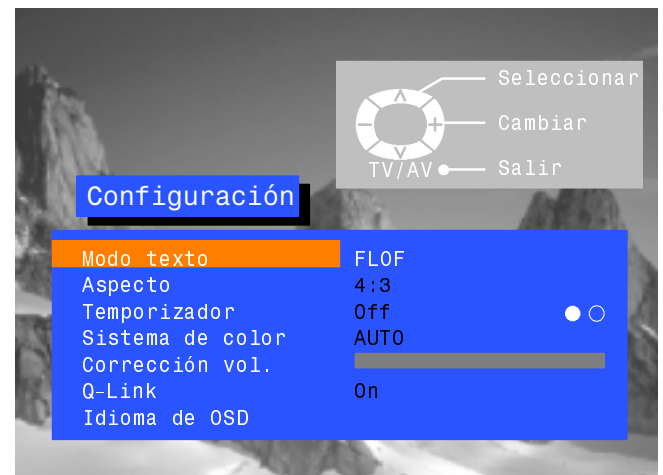 Seleccionar
Cambiar
TV/AV Salir
Configuración
Modo texto FLOF
Aspecto 4:3
Temporizador Off
Sistema de color AUTO
Corrección vol.
Q-Link On
Idioma de OSD